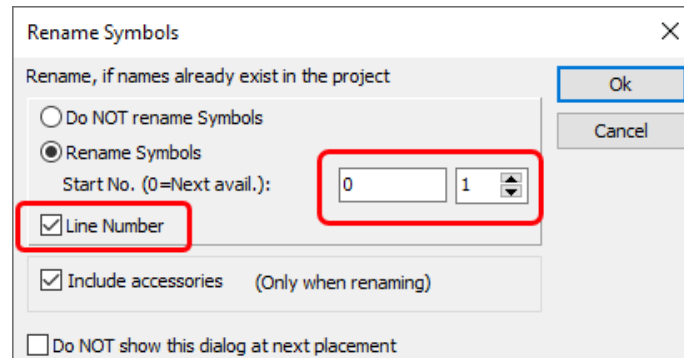 Rename Symbols
Rename, if names already exist in the project
Ok
Do NOT rename Symbols
Cancel
Rename Symbols
Start No. (0=Next avail.):
0
1
Line Number
Include accessories (Only when renaming)
Do NOT show this dialog at next placement